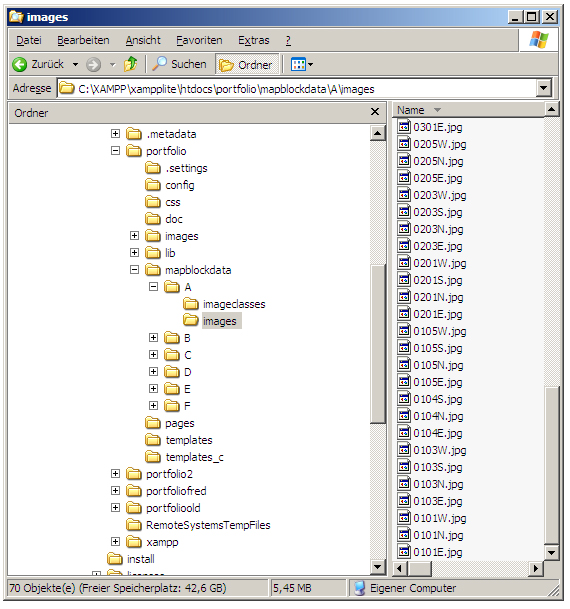 images
Datei Bearbeiten Ansicht Favoriten Extras ?
Zurück Suchen Ordner
Adresse C:\XAMPP\xampplite\htdocs\portfolio\mapblockdata\A\images
Ordner
.metadata
portfolio
.settings
config
css
doc
images
lib
mapblockdata
A
imageclasses
images
B
C
D
E
F
pages
templates
templates_c
portfolio2
portfoliofred
portfolioold
RemoteSystemsTempFiles
xampp
install
licenses
Name
0301E.jpg
0205W.jpg
0205N.jpg
0205E.jpg
0203W.jpg
0203S.jpg
0203N.jpg
0203E.jpg
0201W.jpg
0201S.jpg
0201N.jpg
0201E.jpg
0105W.jpg
0105S.jpg
0105N.jpg
0105E.jpg
0104S.jpg
0104N.jpg
0104E.jpg
0103W.jpg
0103S.jpg
0103N.jpg
0103E.jpg
0101W.jpg
0101N.jpg
0101E.jpg
70 Objekte(e) (Freier Speicherplatz: 42,6 GB) 5,45 MB Eigener Computer